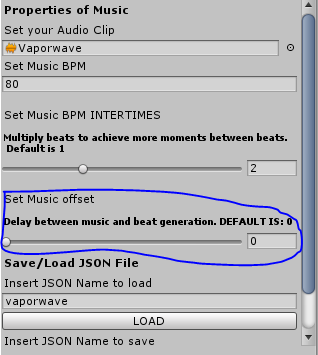 Properties of Music
Set your Audio Clip
Vaporwave
Set Music BPM
80
Set Music BPM INTERTIMES
Multiply beats to achieve more moments between beats.
Default is 1
2
Set Music offset
Delay between music and beat generation. DEFAULT IS: 0
0
Save/Load JSON File
Insert JSON Name to load
vaporwave
LOAD
Insert JSON Name to save